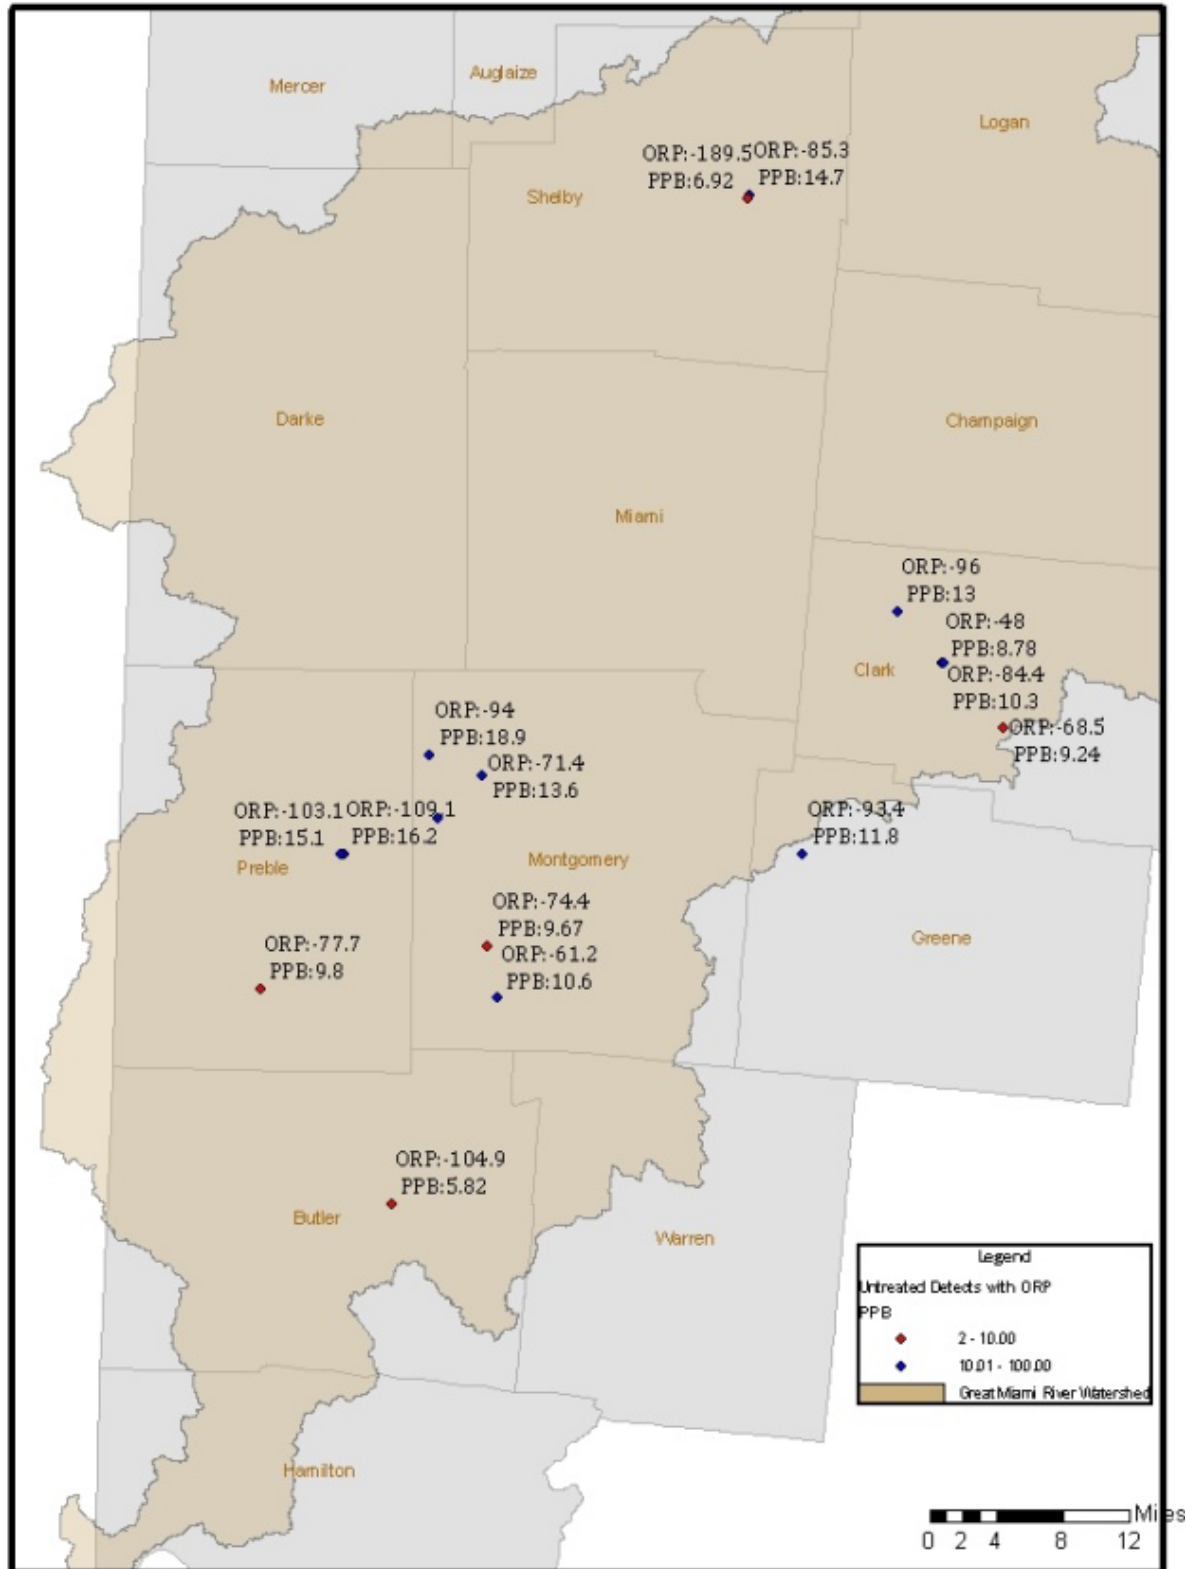 Mercer
Auglaize
Logan
ORP:-189.5 ORP:-85.3
PPB:6.92 PPB:14.7
Shelby
Darke
Champaign
Miami
ORP:-96
PPB:13
ORP:-48
PPB:8.78
Clark
ORP:-84.4
PPB:10.3
ORP:-68.5
PPB:9.24
ORP:-94
PPB:18.9
ORP:-71.4
PPB:13.6
ORP:-103.1 ORP:-109.1
PPB:15.1 PPB:16.2
Preble
Montgomery
ORP:-93.4
PPB:11.8
ORP:-74.4
PPB:9.67
ORP:-61.2
PPB:10.6
Greene
ORP:-77.7
PPB:9.8
ORP:-104.9
PPB:5.82
Butler
Warren
Legend
Untreated Detects with ORP
PPB
2 - 10.00
10.01 - 100.00
Great Miami River Watershed
Hamilton
Miles
0 2 4 8 12